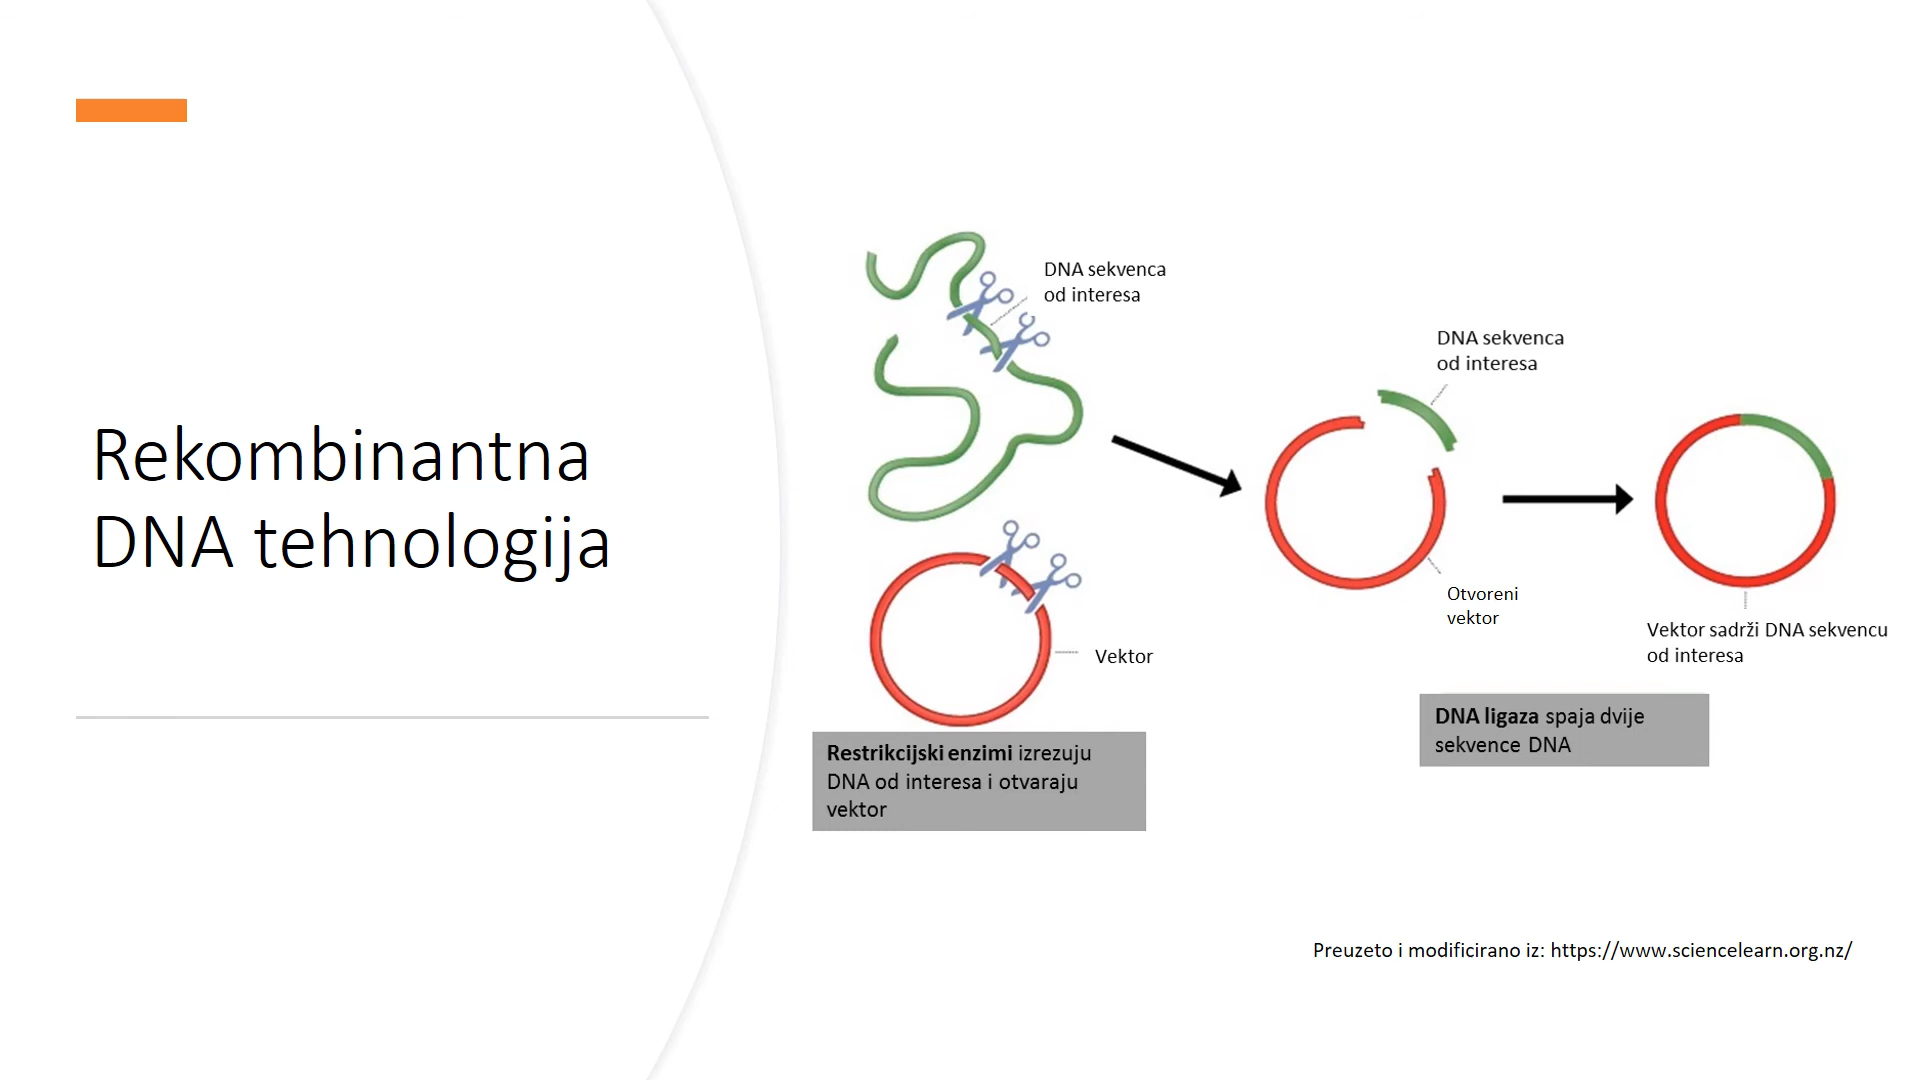 Rekombinantna
DNA tehnologija
DNA sekvenca
od interesa
Vektor
Restrikcijski enzimi izrezuju
DNA od interesa i otvaraju
vektor
DNA sekvenca
od interesa
Otvoreni
vektor
Vektor sadrži DNA sekvencu
od interesa
DNA ligaza spaja dvije
sekvence DNA
Preuzeto i modificirano iz: https://www.sciencelearn.org.nz/